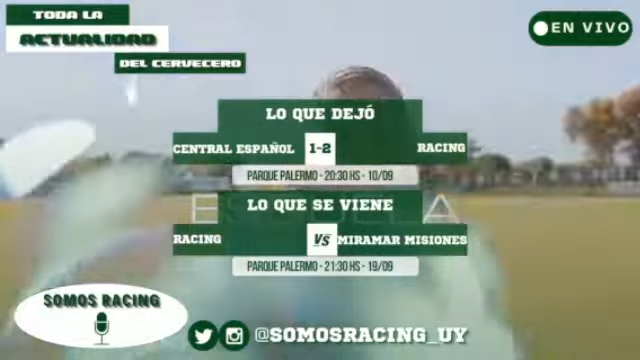 TODA LA
ACTUALIDAD
DEL CERVECERO
EN VIVO
LO QUE DEJÓ
CENTRAL ESPAÑOL 1-2 RACING
PARQUE PALERMO - 20:30 HS - 10/09
LO QUE SE VIENE
RACING VS MIRAMAR MISIONES
PARQUE PALERMO - 21:30 HS - 19/09
SOMOS RACING
@SOMOSRACING_UY